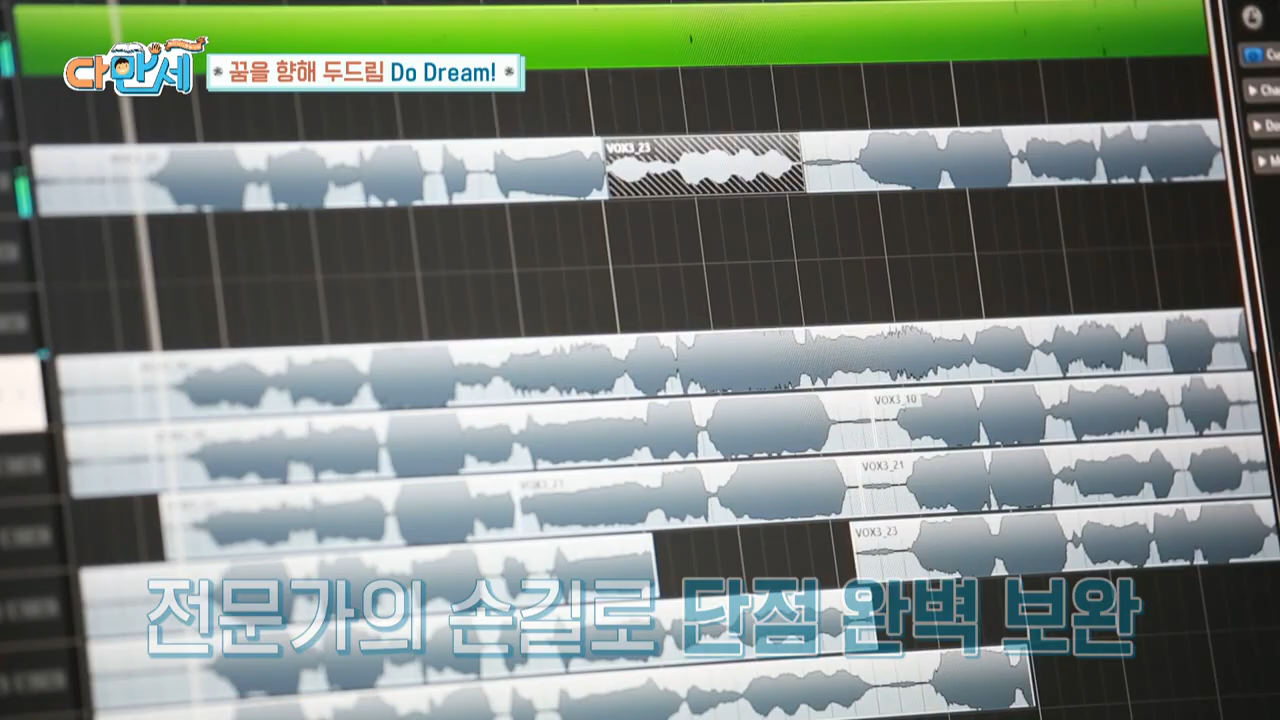 다만세
꿈을 향해 두드림 Do Dream!
VOX3_23
VOX3_10
VOX3_21
VOX3_21
VOX3_23
전문가의 손길로 단점 완벽 보완